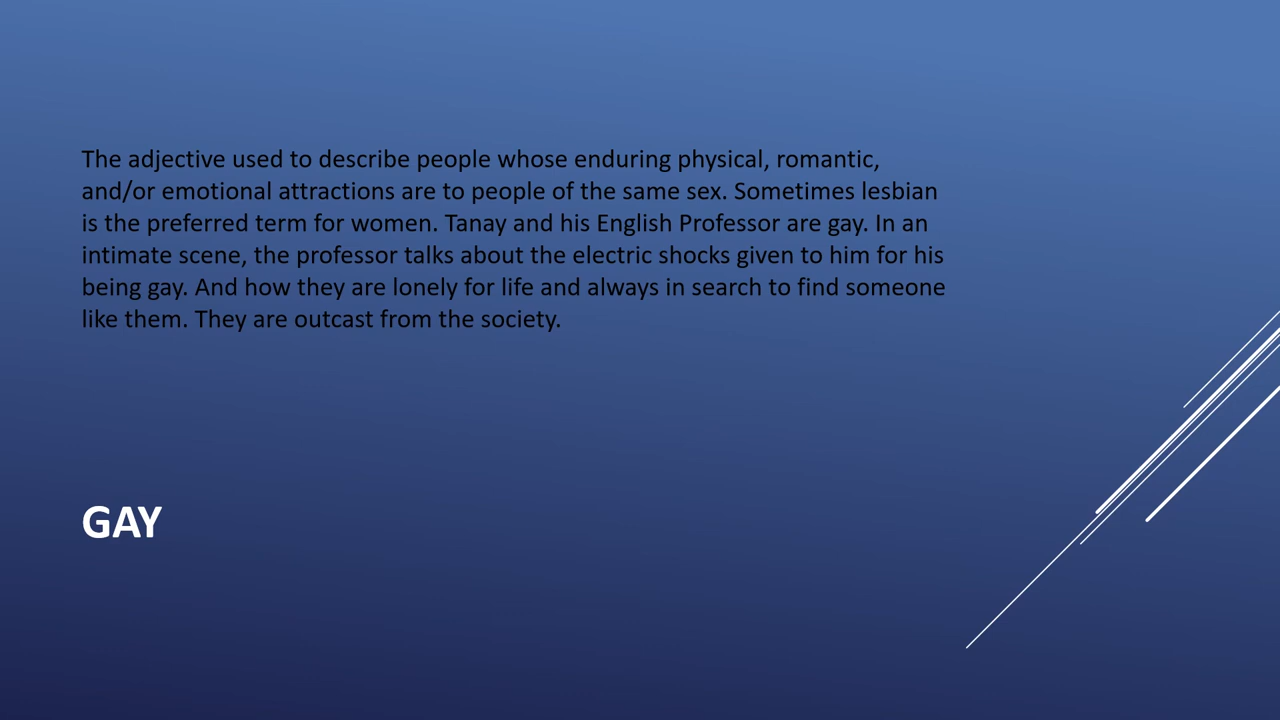 The adjective used to describe people whose enduring physical, romantic,
and/or emotional attractions are to people of the same sex. Sometimes lesbian
is the preferred term for women. Tanay and his English Professor are gay. In an
intimate scene, the professor talks about the electric shocks given to him for his
being gay. And how they are lonely for life and always in search to find someone
like them. They are outcast from the society.
GAY